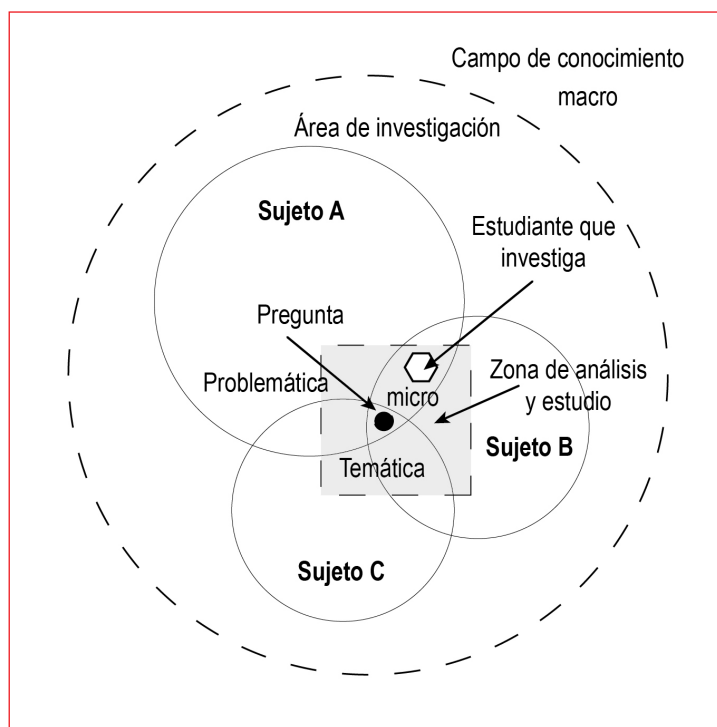 Campo de conocimiento
macro
Área de investigación
Sujeto A
Estudiante que
investiga
Pregunta
Problemática
micro
Zona de análisis
y estudio
Sujeto B
Temática
Sujeto C